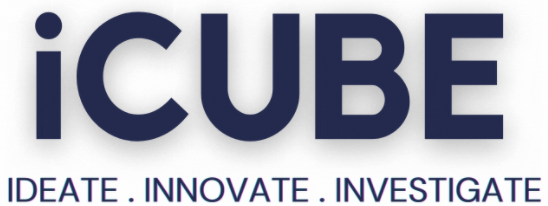 iCUBE
IDEATE . INNOVATE . INVESTIGATE